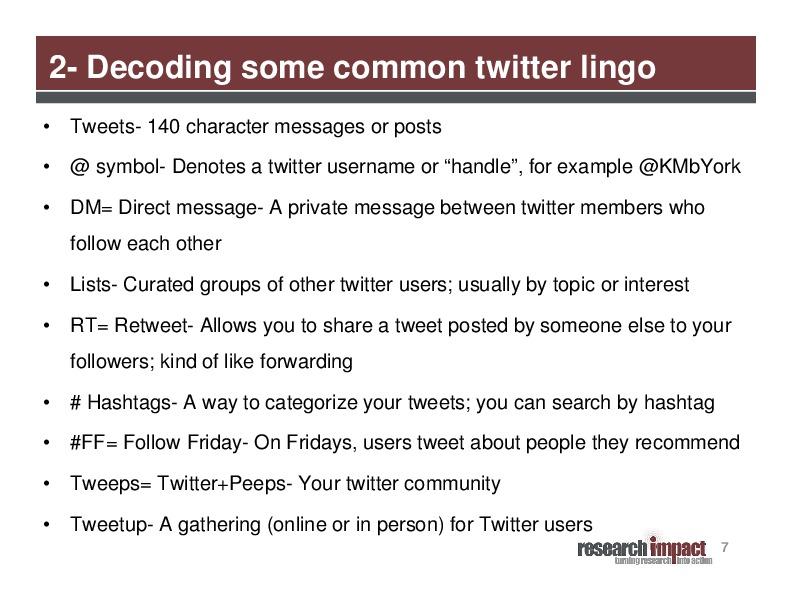 2- Decoding some common twitter lingo
• Tweets- 140 character messages or posts
• @ symbol- Denotes a twitter username or “handle”, for example @KMbYork
• DM= Direct message- A private message between twitter members who
follow each other
• Lists- Curated groups of other twitter users; usually by topic or interest
• RT= Retweet- Allows you to share a tweet posted by someone else to your
followers; kind of like forwarding
• # Hashtags- A way to categorize your tweets; you can search by hashtag
• #FF= Follow Friday- On Fridays, users tweet about people they recommend
• Tweeps= Twitter+Peeps- Your twitter community
• Tweetup- A gathering (online or in person) for Twitter users
research impact
turning research into action
7